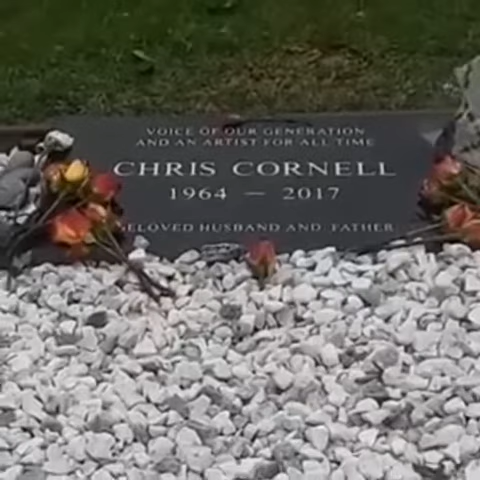 VOICE OF OUR GENERATION
AND AN ARTIST FOR ALL TIME
CHRIS CORNELL
1964 — 2017
BELOVED HUSBAND AND FATHER